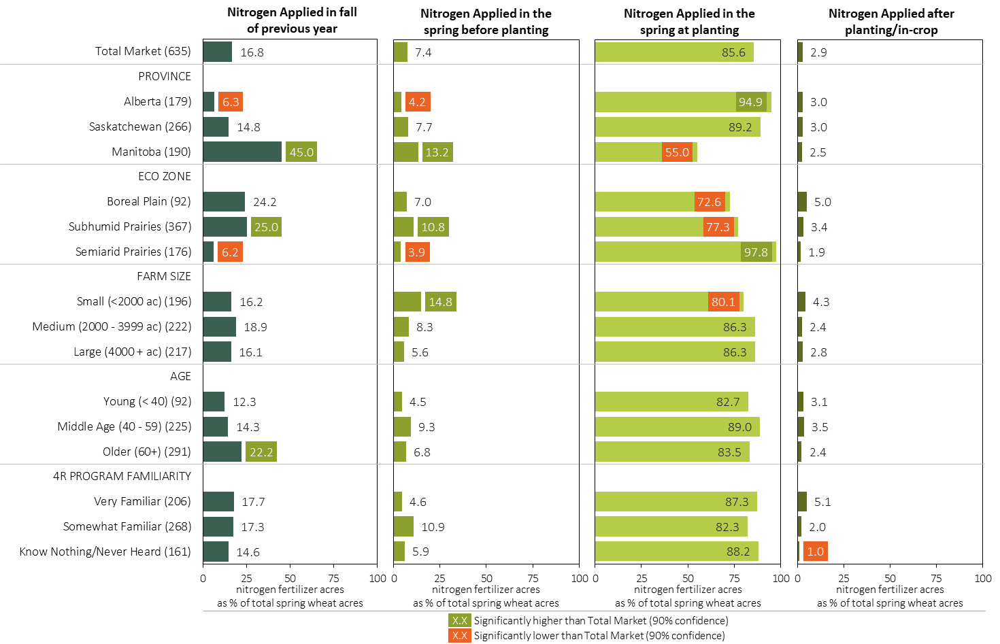 Nitrogen Applied in fall
of previous year
Nitrogen Applied in the
spring before planting
Nitrogen Applied in the
spring at planting
Nitrogen Applied after
planting/in-crop
Total Market (635) 16.8 7.4 85.6 2.9
PROVINCE
Alberta (179) 6.3 4.2 94.9 3.0
Saskatchewan (266) 14.8 7.7 89.2 3.0
Manitoba (190) 45.0 13.2 55.0 2.5
ECO ZONE
Boreal Plain (92) 24.2 7.0 72.6 5.0
Subhumid Prairies (367) 25.0 10.8 77.3 3.4
Semiarid Prairies (176) 6.2 3.9 97.8 1.9
FARM SIZE
Small (<2000 ac) (196) 16.2 14.8 80.1 4.3
Medium (2000 - 3999 ac) (222) 18.9 8.3 86.3 2.4
Large (4000 + ac) (217) 16.1 5.6 86.3 2.8
AGE
Young (< 40) (92) 12.3 4.5 82.7 3.1
Middle Age (40 - 59) (225) 14.3 9.3 89.0 3.5
Older (60+) (291) 22.2 6.8 83.5 2.4
4R PROGRAM FAMILIARITY
Very Familiar (206) 17.7 4.6 87.3 5.1
Somewhat Familiar (268) 17.3 10.9 82.3 2.0
Know Nothing/Never Heard (161) 14.6 5.9 88.2 1.0
0 25 50 75 100 0 25 50 75 100 0 25 50 75 100 0 25 50 75 100
nitrogen fertilizer acres
as % of total spring wheat acres
nitrogen fertilizer acres
as % of total spring wheat acres
nitrogen fertilizer acres
as % of total spring wheat acres
nitrogen fertilizer acres
as % of total spring wheat acres
X.X Significantly higher than Total Market (90% confidence)
X.X Significantly lower than Total Market (90% confidence)